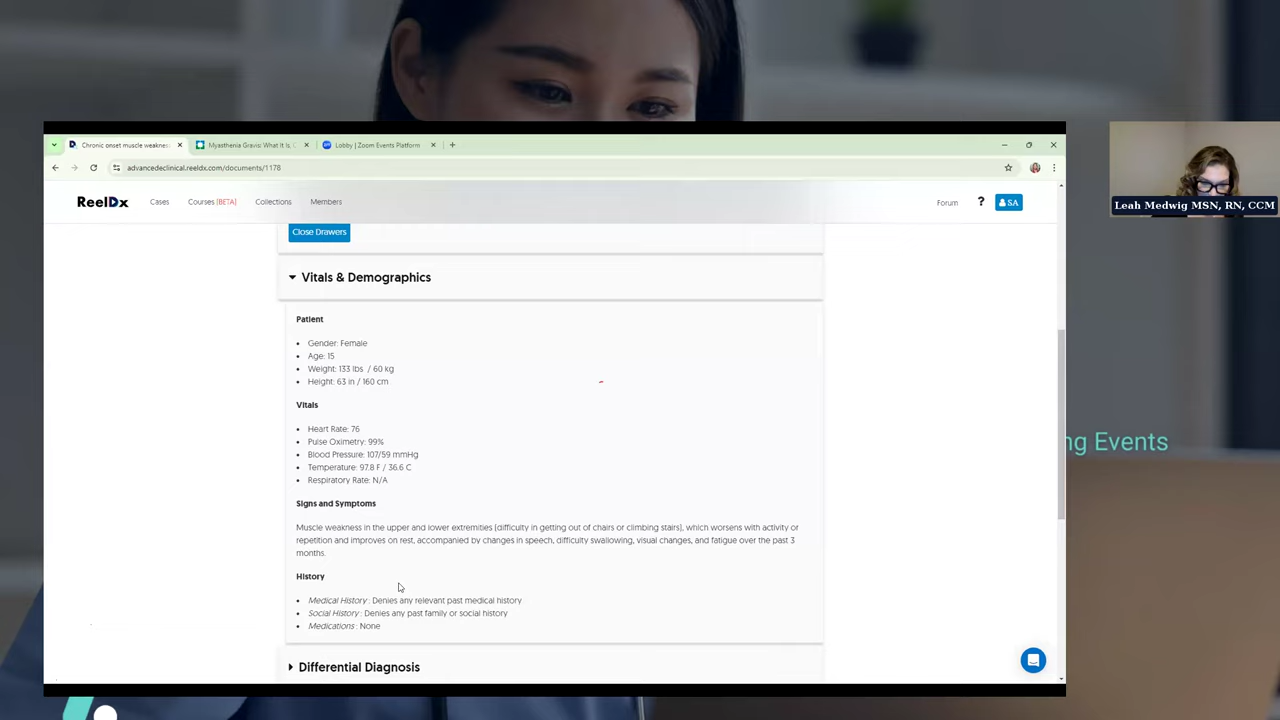 Chronic onset muscle weakness
Myasthenia Gravis: What It Is, C
Lobby | Zoom Events Platform
advancedeclinical.reeldx.com/documents/1178
ReelDx
Cases
Courses [BETA]
Collections
Members
Forum
?
SA
Leah Medwig MSN, RN, CCM
Close Drawers
Vitals & Demographics
Patient
• Gender: Female
• Age: 15
• Weight: 133 lbs / 60 kg
• Height: 63 in / 160 cm
Vitals
• Heart Rate: 76
• Pulse Oximetry: 99%
• Blood Pressure: 107/59 mmHg
• Temperature: 97.8 F / 36.6 C
• Respiratory Rate: N/A
ng Events
Signs and Symptoms
Muscle weakness in the upper and lower extremities (difficulty in getting out of chairs or climbing stairs), which worsens with activity or
repetition and improves on rest, accompanied by changes in speech, difficulty swallowing, visual changes, and fatigue over the past 3
months.
History
• Medical History : Denies any relevant past medical history
• Social History : Denies any past family or social history
• Medications : None
Differential Diagnosis